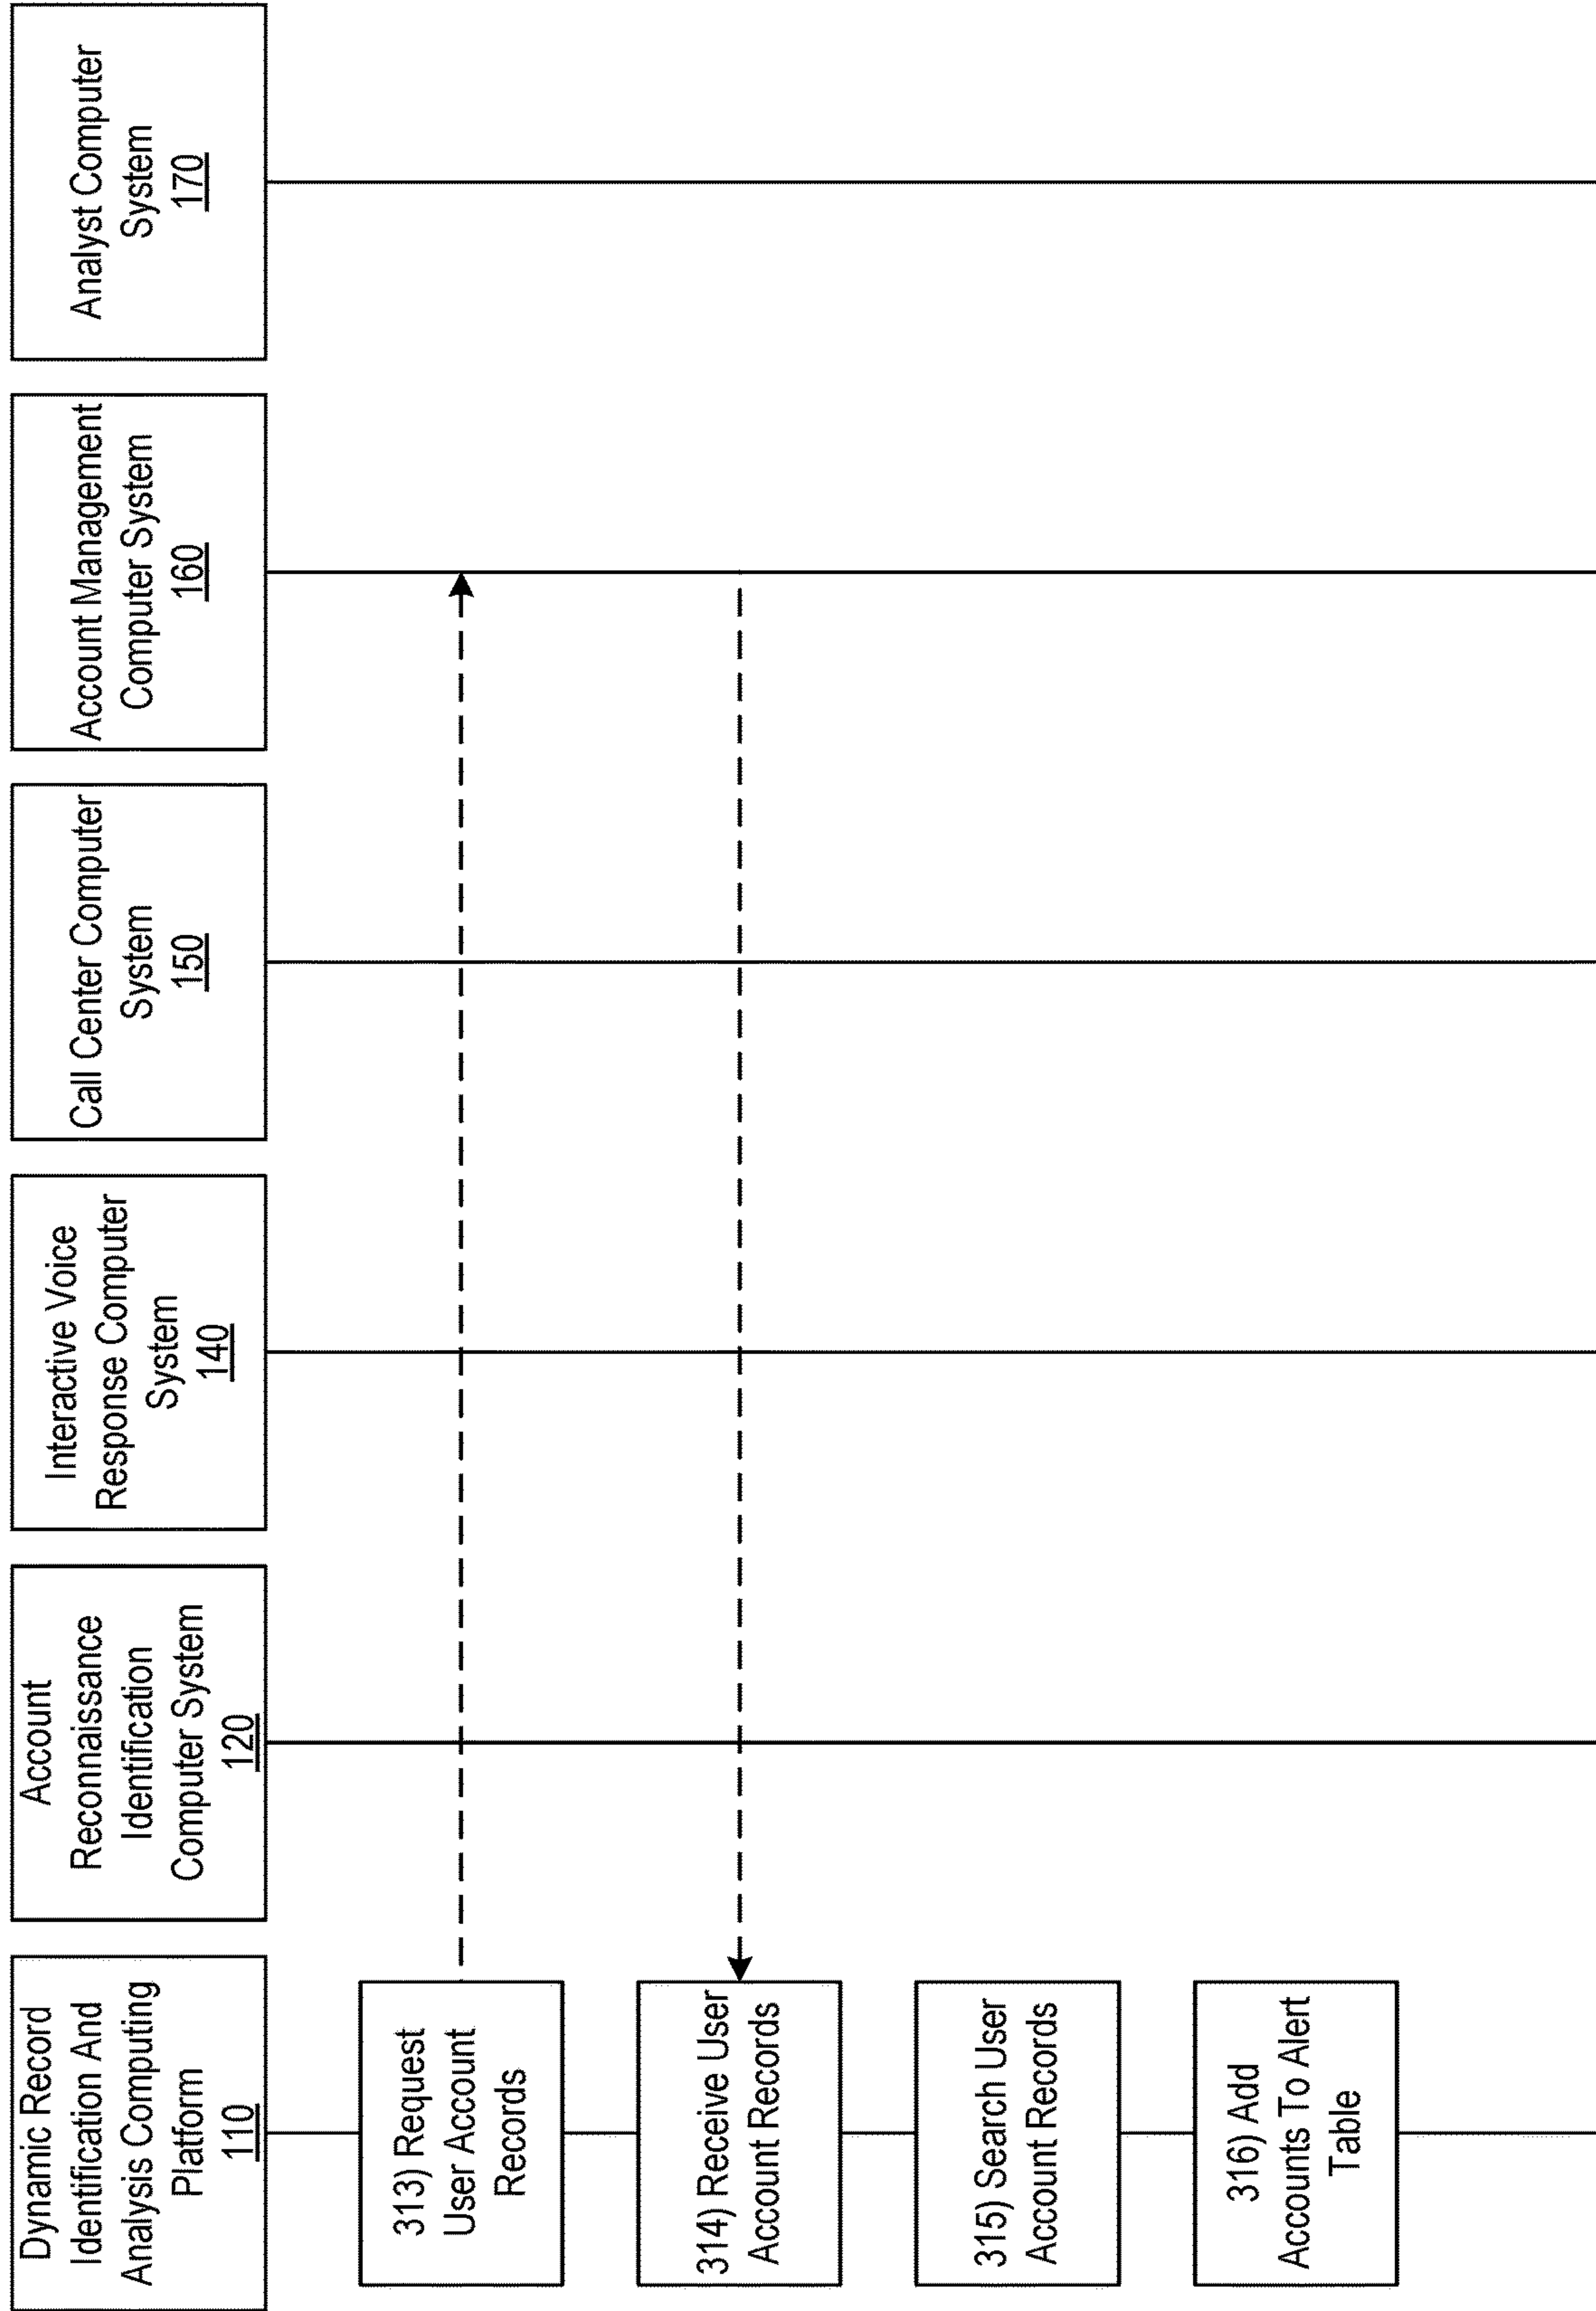 Dynamic Record
Identification And
Analysis Computing
Platform
110
Account
Reconnaissance
Identification
Computer System
120
Interactive Voice
Response Computer
System
140
Call Center Computer
System
150
Account Management
Computer System
160
Analyst Computer
System
170
313) Request
User Account
Records
314) Receive User
Account Records
315) Search User
Account Records
316) Add
Accounts To Alert
Table